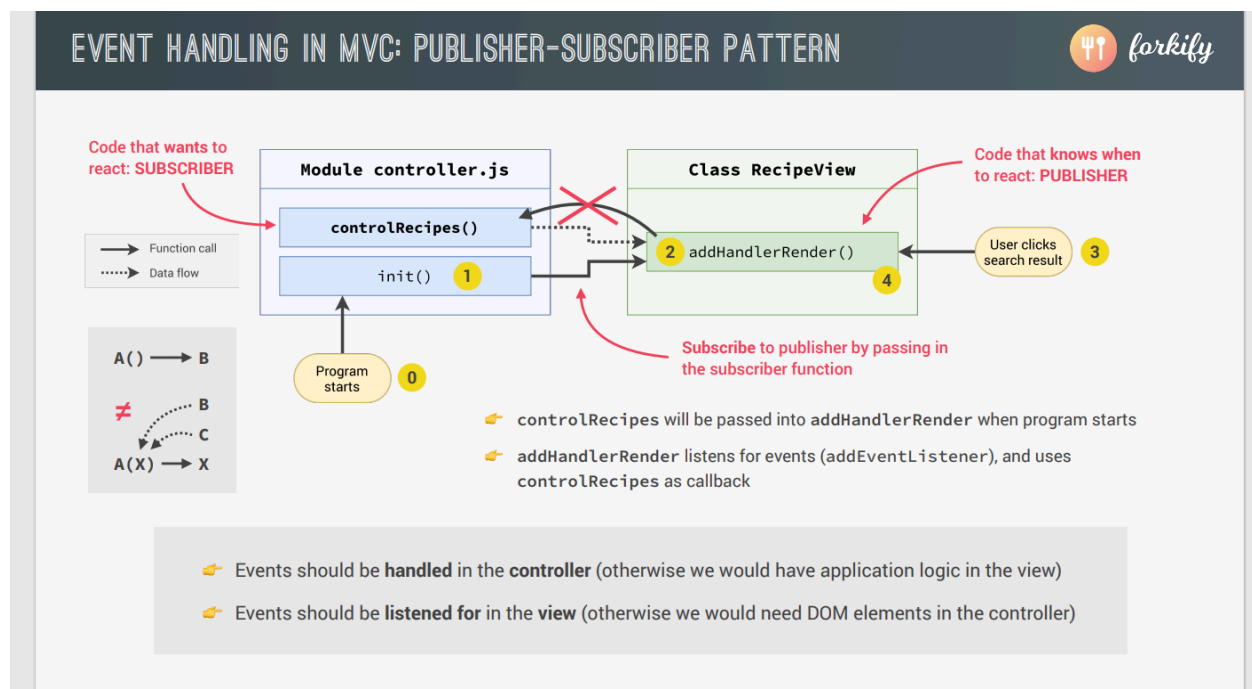 EVENT HANDLING IN MVC: PUBLISHER-SUBSCRIBER PATTERN
forkify
Code that wants to
react: SUBSCRIBER
Module controller.js
controlRecipes()
init()
1
Class RecipeView
2
addHandlerRender()
4
Code that knows when
to react: PUBLISHER
User clicks
search result
3
Function call
Data flow
Program
starts
0
Subscribe to publisher by passing in
the subscriber function
A() B
≠
B
C
A(X) X
👉 controlRecipes will be passed into addHandlerRender when program starts
👉 addHandlerRender listens for events (addEventListener), and uses
controlRecipes as callback
👉 Events should be handled in the controller (otherwise we would have application logic in the view)
👉 Events should be listened for in the view (otherwise we would need DOM elements in the controller)